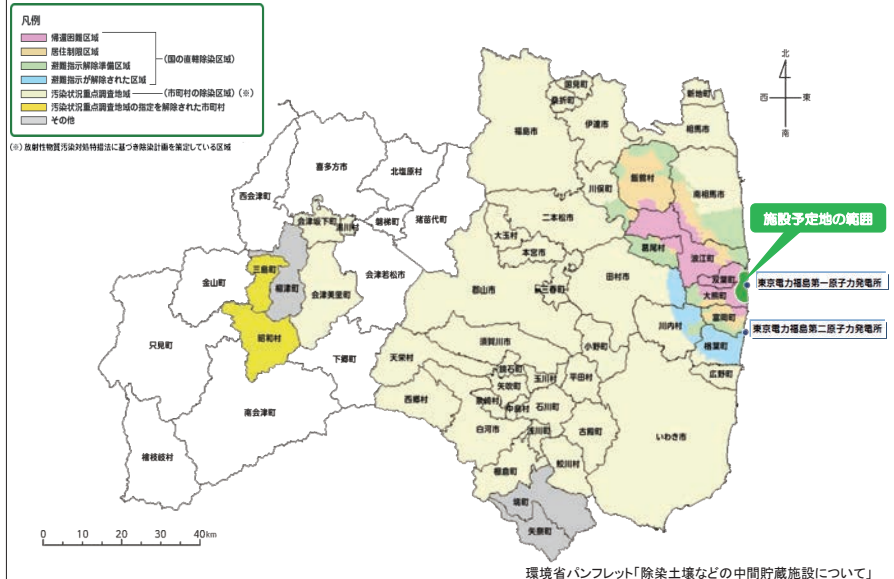 凡例
帰還困難区域
居住制限区域
避難指示解除準備区域
避難指示が解除された区域
(国の直轄除染区域)
汚染状況重点調査地域
(市町村の除染区域)(※)
汚染状況重点調査地域の指定を解除された市町村
その他
(※)放射性物質汚染対処特措法に基づき除染計画を策定している区域
北
西
東
南
国見町
桑折町
新地町
伊達市
福島市
相馬市
喜多方市
北塩原村
飯舘村
川俣町
南相馬市
西会津町
会津坂下町
湯川村
磐梯町
猪苗代町
二本松市
大玉村
本宮市
葛尾村
浪江町
施設予定地の範囲
三島町
金山町
柳津町
会津美里町
会津若松市
郡山市
三春町
田村市
双葉町
大熊町
東京電力福島第一原子力発電所
富岡町
川内村
東京電力福島第二原子力発電所
楢葉町
昭和村
只見町
下郷町
須賀川市
天栄村
小野町
広野町
鏡石町
玉川村
平田村
矢吹町
南会津町
西郷村
泉崎村
中島村
石川町
白河市
浅川町
古殿町
いわき市
檜枝岐村
棚倉町
鮫川村
塙町
矢祭町
0 10 20 30 40km
環境省パンフレット「除染土壌などの中間貯蔵施設について」